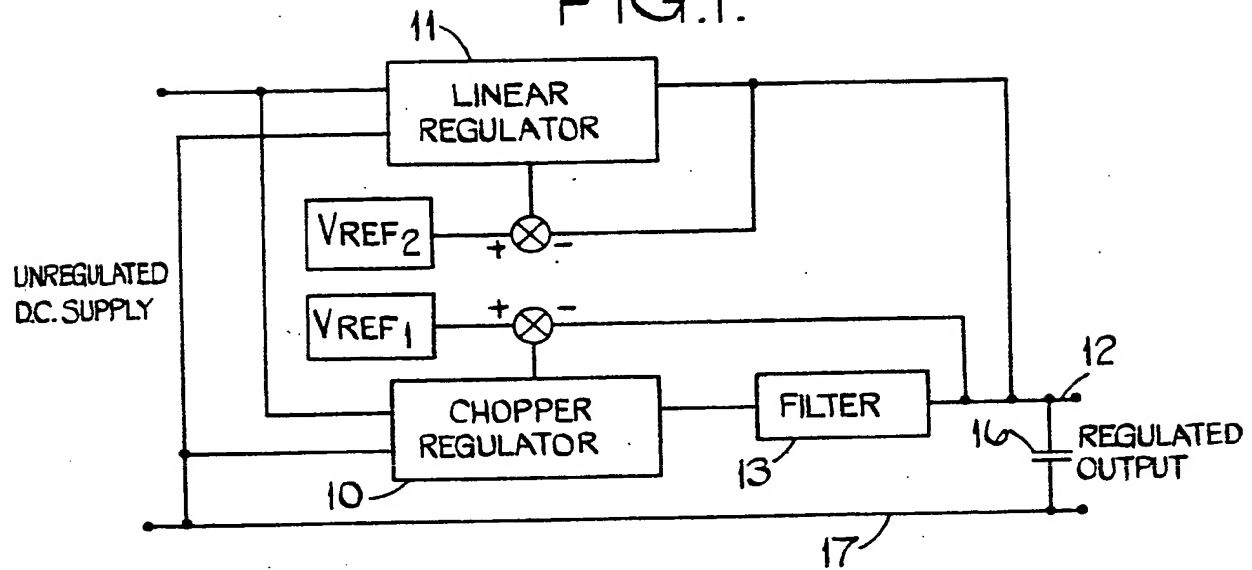 FIG.1.
11
LINEAR
REGULATOR
VREF2
+ -
UNREGULATED
D.C. SUPPLY
+ -
VREF1
12
CHOPPER
REGULATOR
FILTER
16
REGULATED
OUTPUT
10
13
17